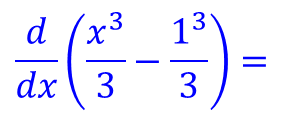 d/dx (x³/3 − 1³/3) =